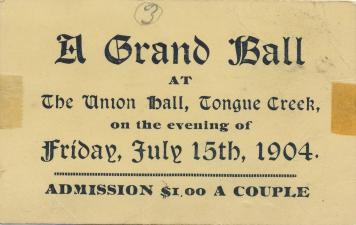 3
A Grand Ball
AT
The Union Hall, Tongue Creek,
on the evening of
Friday, July 15th, 1904.
ADMISSION $1.00 A COUPLE